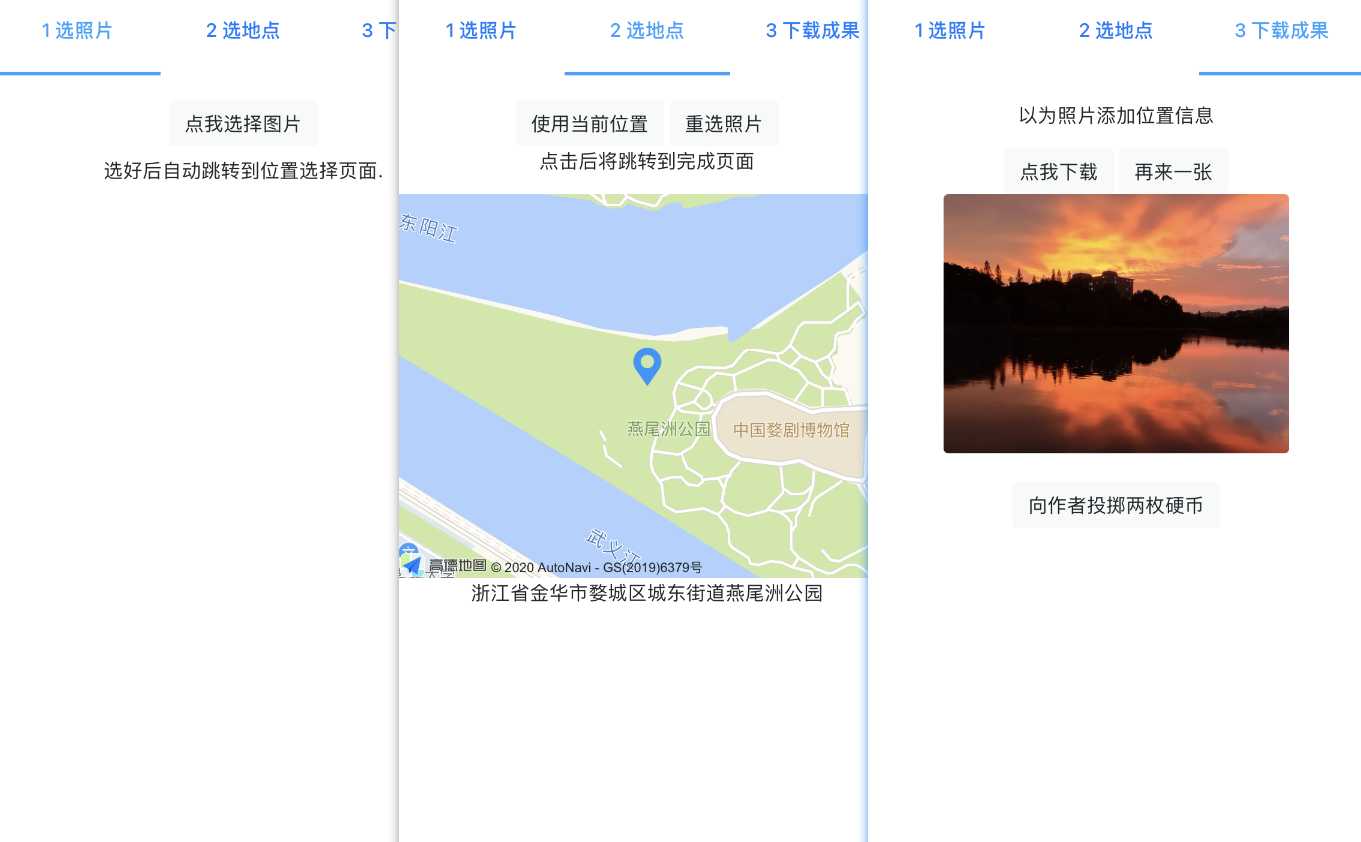 1 选照片
2 选地点
3 下
点我选择图片
选好后自动跳转到位置选择页面.
1 选照片
2 选地点
3 下载成果
使用当前位置
重选照片
点击后将跳转到完成页面
东阳江
燕尾洲公园
中国婺剧博物馆
武义江
文
大学
高德地图 © 2020 AutoNavi - GS(2019)6379号
浙江省金华市婺城区城东街道燕尾洲公园
1 选照片
2 选地点
3 下载成果
以为照片添加位置信息
点我下载
再来一张
向作者投掷两枚硬币